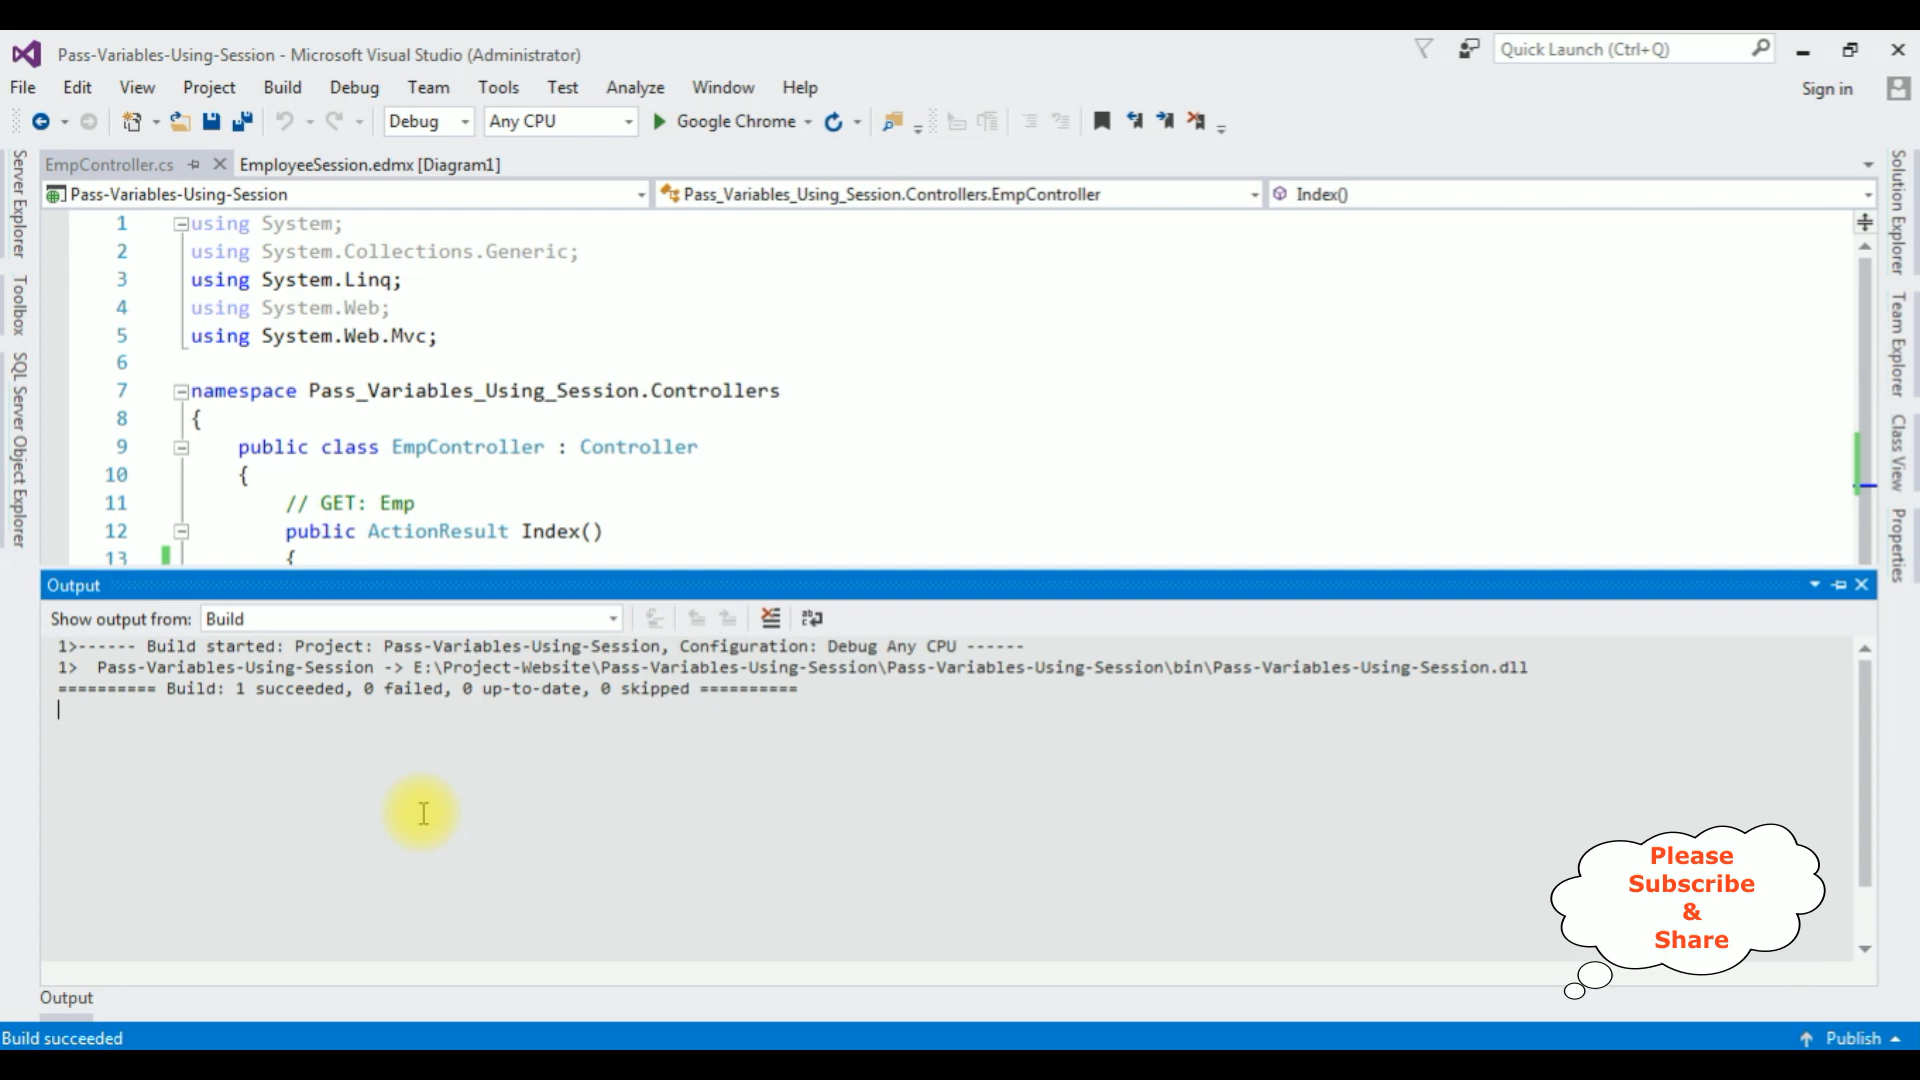 Pass-Variables-Using-Session - Microsoft Visual Studio (Administrator)
Quick Launch (Ctrl+Q)
File Edit View Project Build Debug Team Tools Test Analyze Window Help
Sign in
Debug Any CPU Google Chrome
EmpController.cs EmployeeSession.edmx [Diagram1]
Pass-Variables-Using-Session Pass_Variables_Using_Session.Controllers.EmpController Index()
Server Explorer
Toolbox
SQL Server Object Explorer
1 using System;
2 using System.Collections.Generic;
3 using System.Linq;
4 using System.Web;
5 using System.Web.Mvc;
6
7 namespace Pass_Variables_Using_Session.Controllers
8 {
9 public class EmpController : Controller
10 {
11 // GET: Emp
12 public ActionResult Index()
13 {
Solution Explorer
Team Explorer
Class View
Properties
Output
Show output from: Build
1>------ Build started: Project: Pass-Variables-Using-Session, Configuration: Debug Any CPU ------
1> Pass-Variables-Using-Session -> E:\Project-Website\Pass-Variables-Using-Session\Pass-Variables-Using-Session\bin\Pass-Variables-Using-Session.dll
========== Build: 1 succeeded, 0 failed, 0 up-to-date, 0 skipped ==========
Please
Subscribe
&
Share
Output
Build succeeded
Publish